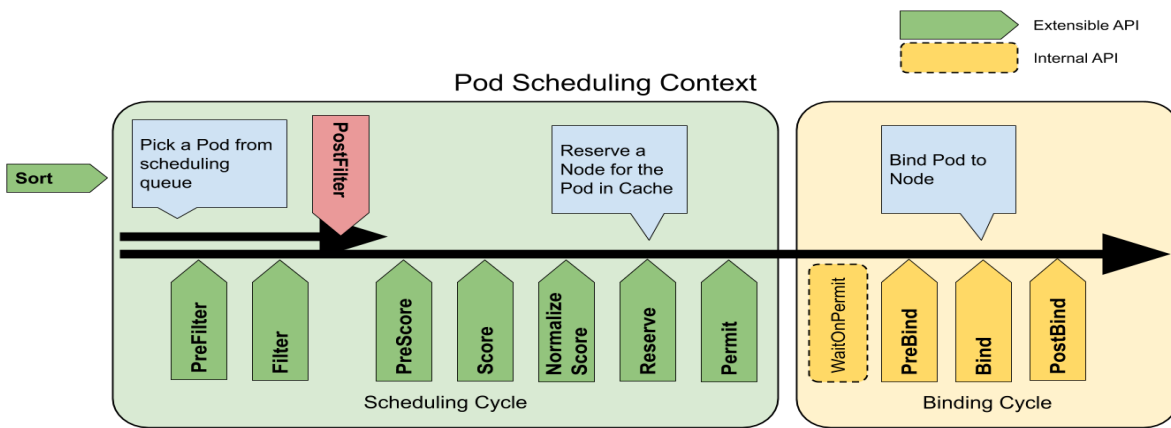 Extensible API
Internal API
Pod Scheduling Context
Pick a Pod from
scheduling
queue
PostFilter
Reserve a
Node for the
Pod in Cache
Bind Pod to
Node
Sort
PreFilter
Filter
PreScore
Score
Normalize
Score
Reserve
Permit
WaitOnPermit
PreBind
Bind
PostBind
Scheduling Cycle
Binding Cycle